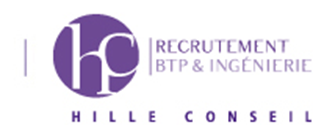 hc
RECRUTEMENT
BTP & INGÉNIERIE
HILLE CONSEIL